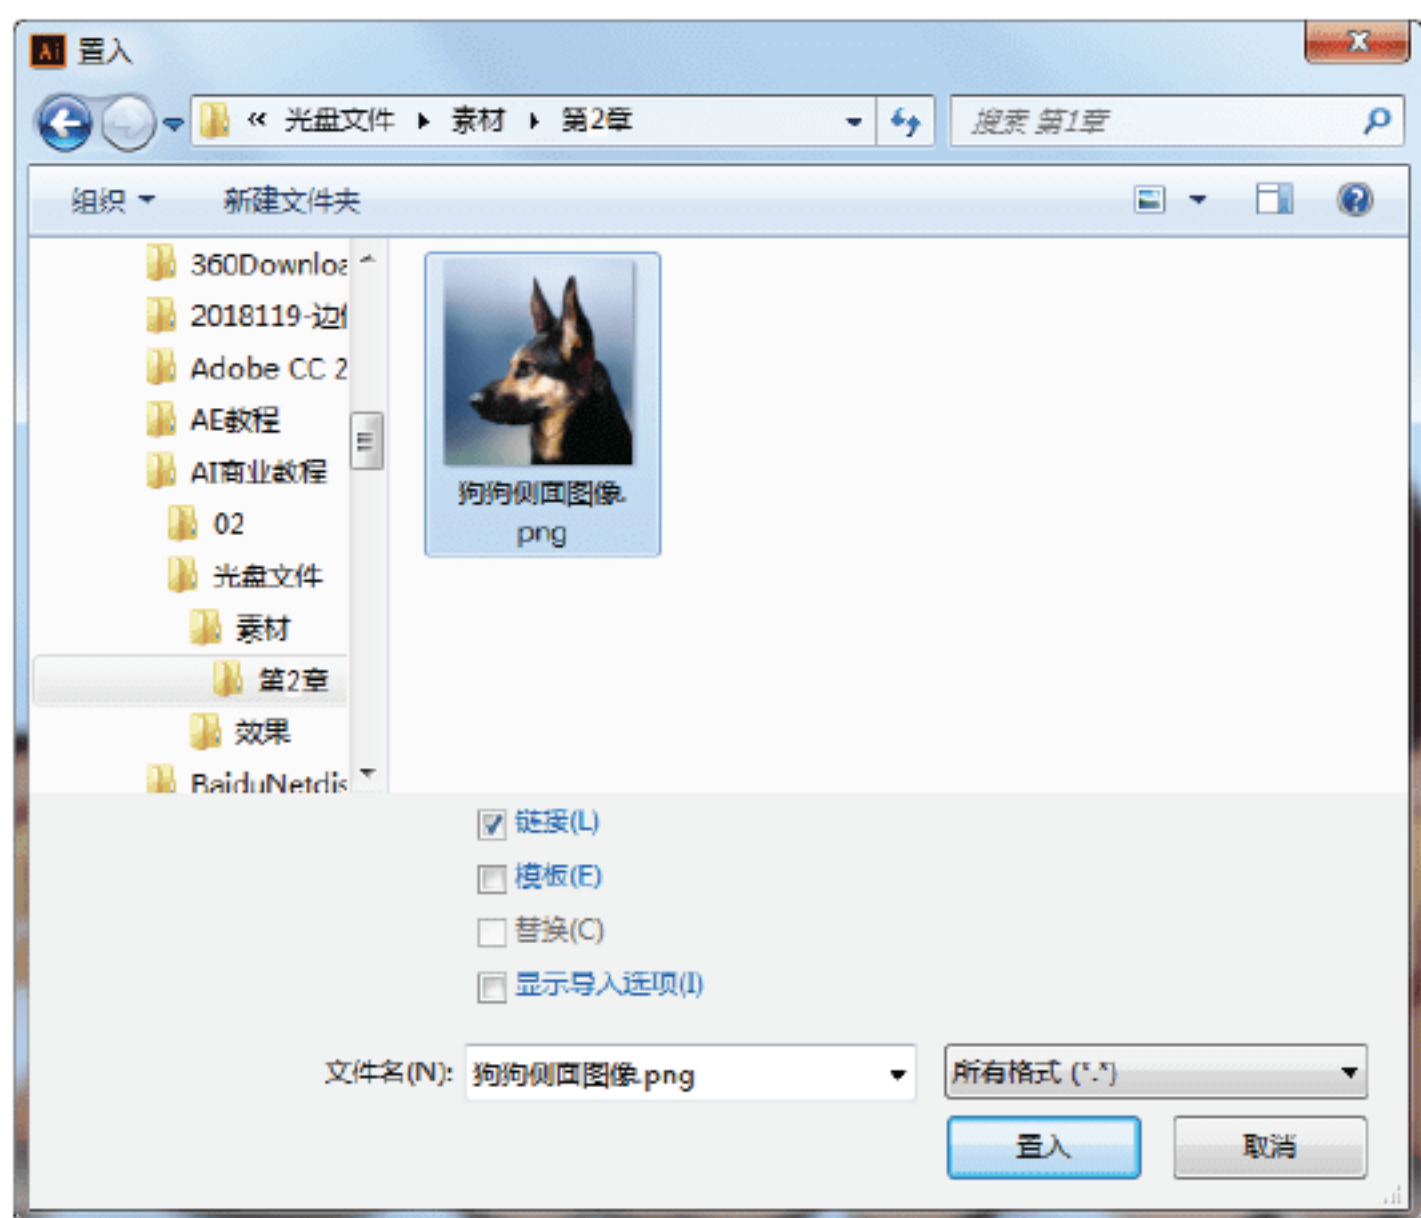 Ai 置入
« 光盘文件 ▸ 素材 ▸ 第2章
搜索 第1章
组织 新建文件夹
360Downloa
2018119-边
Adobe CC 2
AE教程
AI商业教程
02
光盘文件
素材
第2章
效果
BaiduNetdis
狗狗侧面图像.
png
链接(L)
模板(E)
替换(C)
显示导入选项(I)
文件名(N): 狗狗侧面图像.png
所有格式 (*.*)
置入 取消